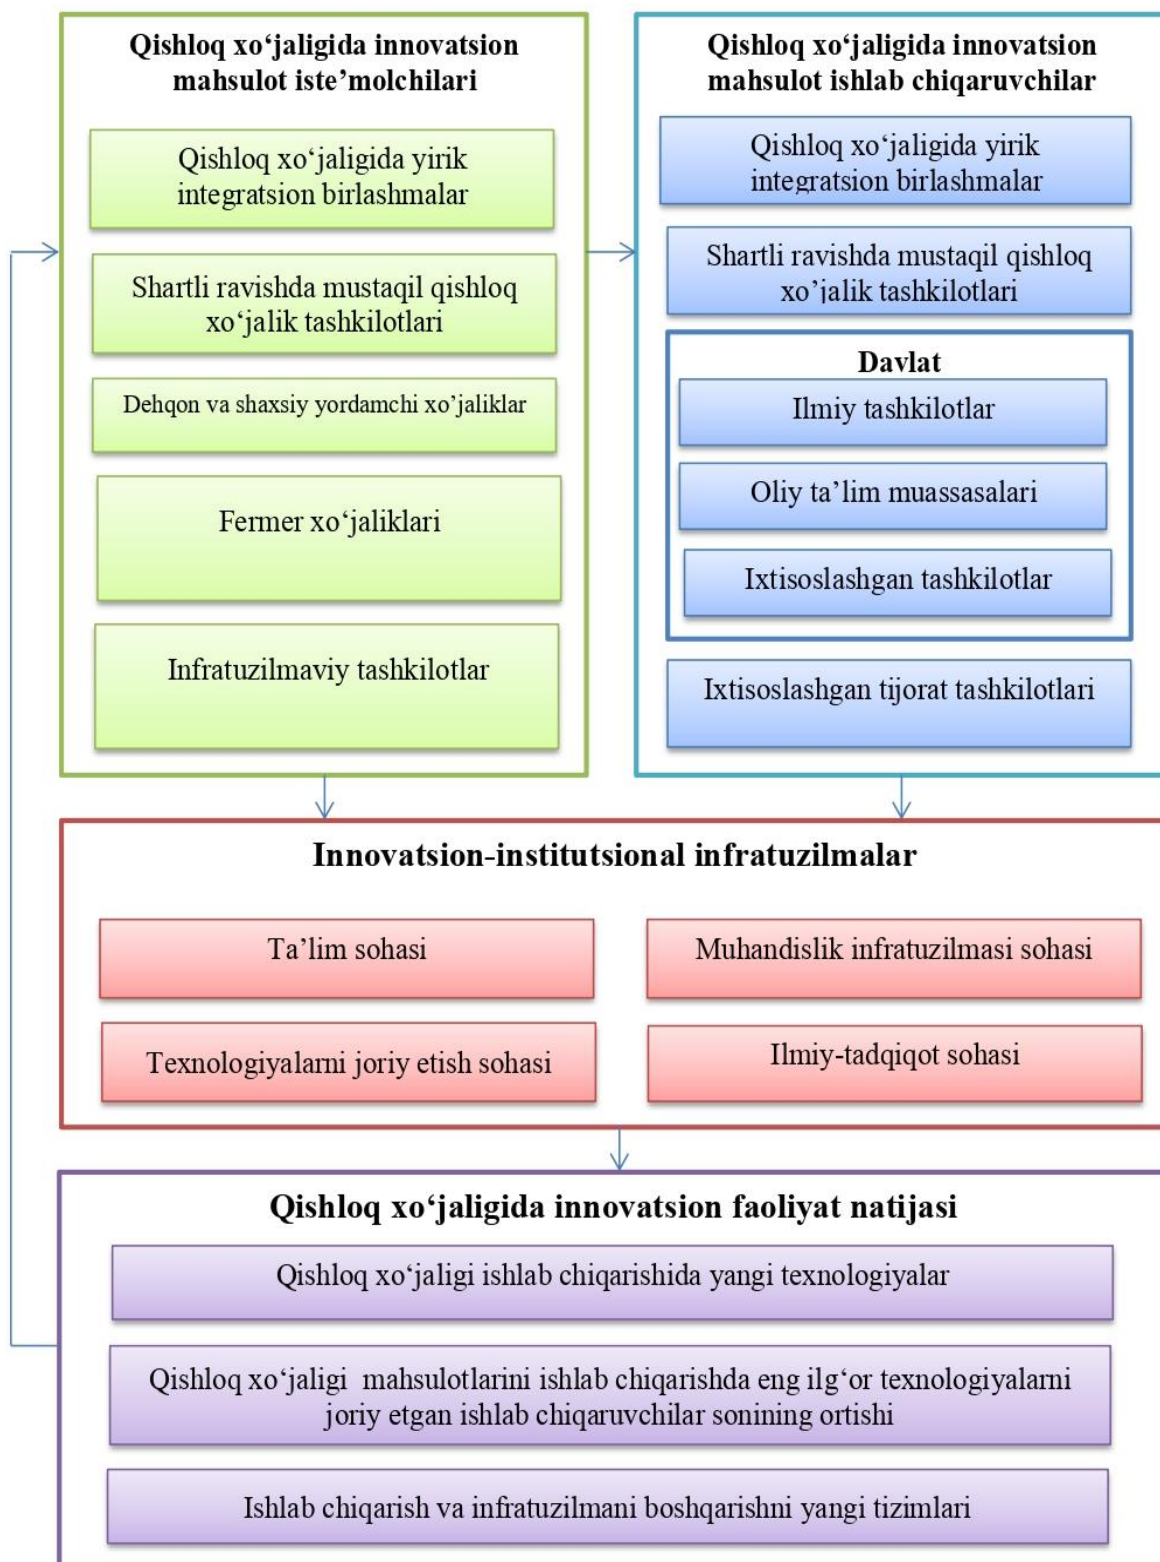 Qishloq xo‘jaligida innovatsion
mahsulot iste’molchilari
Qishloq xo‘jaligida yirik
integratsion birlashmalar
Shartli ravishda mustaqil qishloq
xo‘jalik tashkilotlari
Dehqon va shaxsiy yordamchi xo’jaliklar
Fermer xo‘jaliklari
Infratuzilmaviy tashkilotlar
Qishloq xo‘jaligida innovatsion
mahsulot ishlab chiqaruvchilar
Qishloq xo‘jaligida yirik
integratsion birlashmalar
Shartli ravishda mustaqil qishloq
xo’jalik tashkilotlari
Davlat
Ilmiy tashkilotlar
Oliy ta’lim muassasalari
Ixtisoslashgan tashkilotlar
Ixtisoslashgan tijorat tashkilotlari
Innovatsion-institutsional infratuzilmalar
Ta’lim sohasi
Muhandislik infratuzilmasi sohasi
Texnologiyalarni joriy etish sohasi
Ilmiy-tadqiqot sohasi
Qishloq xo‘jaligida innovatsion faoliyat natijasi
Qishloq xo‘jaligi ishlab chiqarishida yangi texnologiyalar
Qishloq xo‘jaligi mahsulotlarini ishlab chiqarishda eng ilg‘or texnologiyalarni
joriy etgan ishlab chiqaruvchilar sonining ortishi
Ishlab chiqarish va infratuzilmani boshqarishni yangi tizimlari